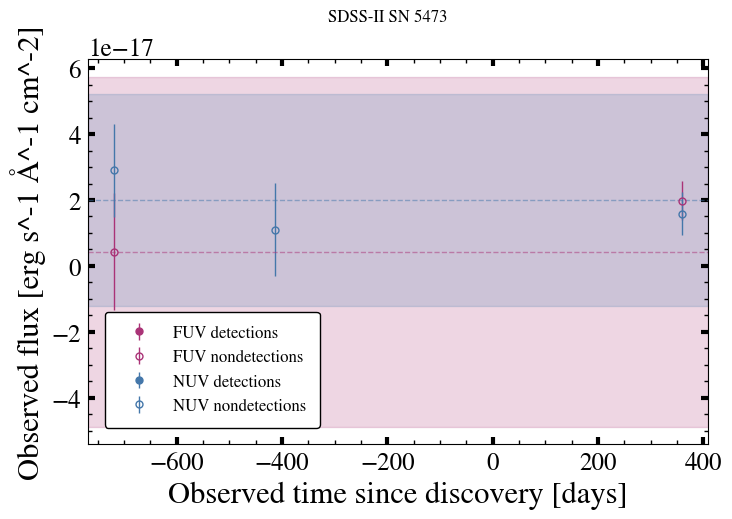 SDSS-II SN 5473
1e−17
Observed flux [erg s^-1 Å^-1 cm^-2]
6
4
2
0
−2
−4
FUV detections
FUV nondetections
NUV detections
NUV nondetections
−600 −400 −200 0 200 400
Observed time since discovery [days]